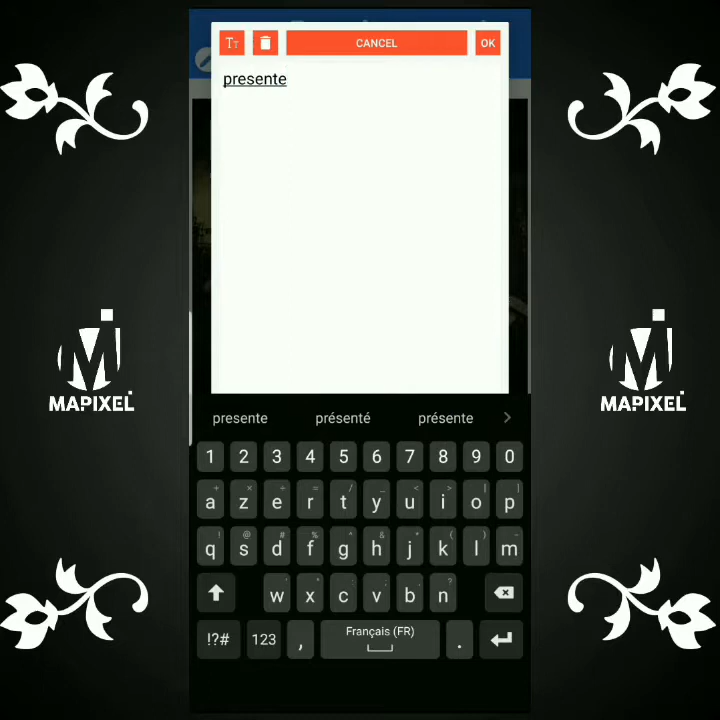 Tт CANCEL OK
presente
MAPIXEL MAPIXEL
presente présenté présente
1 2 3 4 5 6 7 8 9 0
a z e r t y u i o p
q s d f g h j k l m
w x c v b n
!?# 123 , Français (FR) .